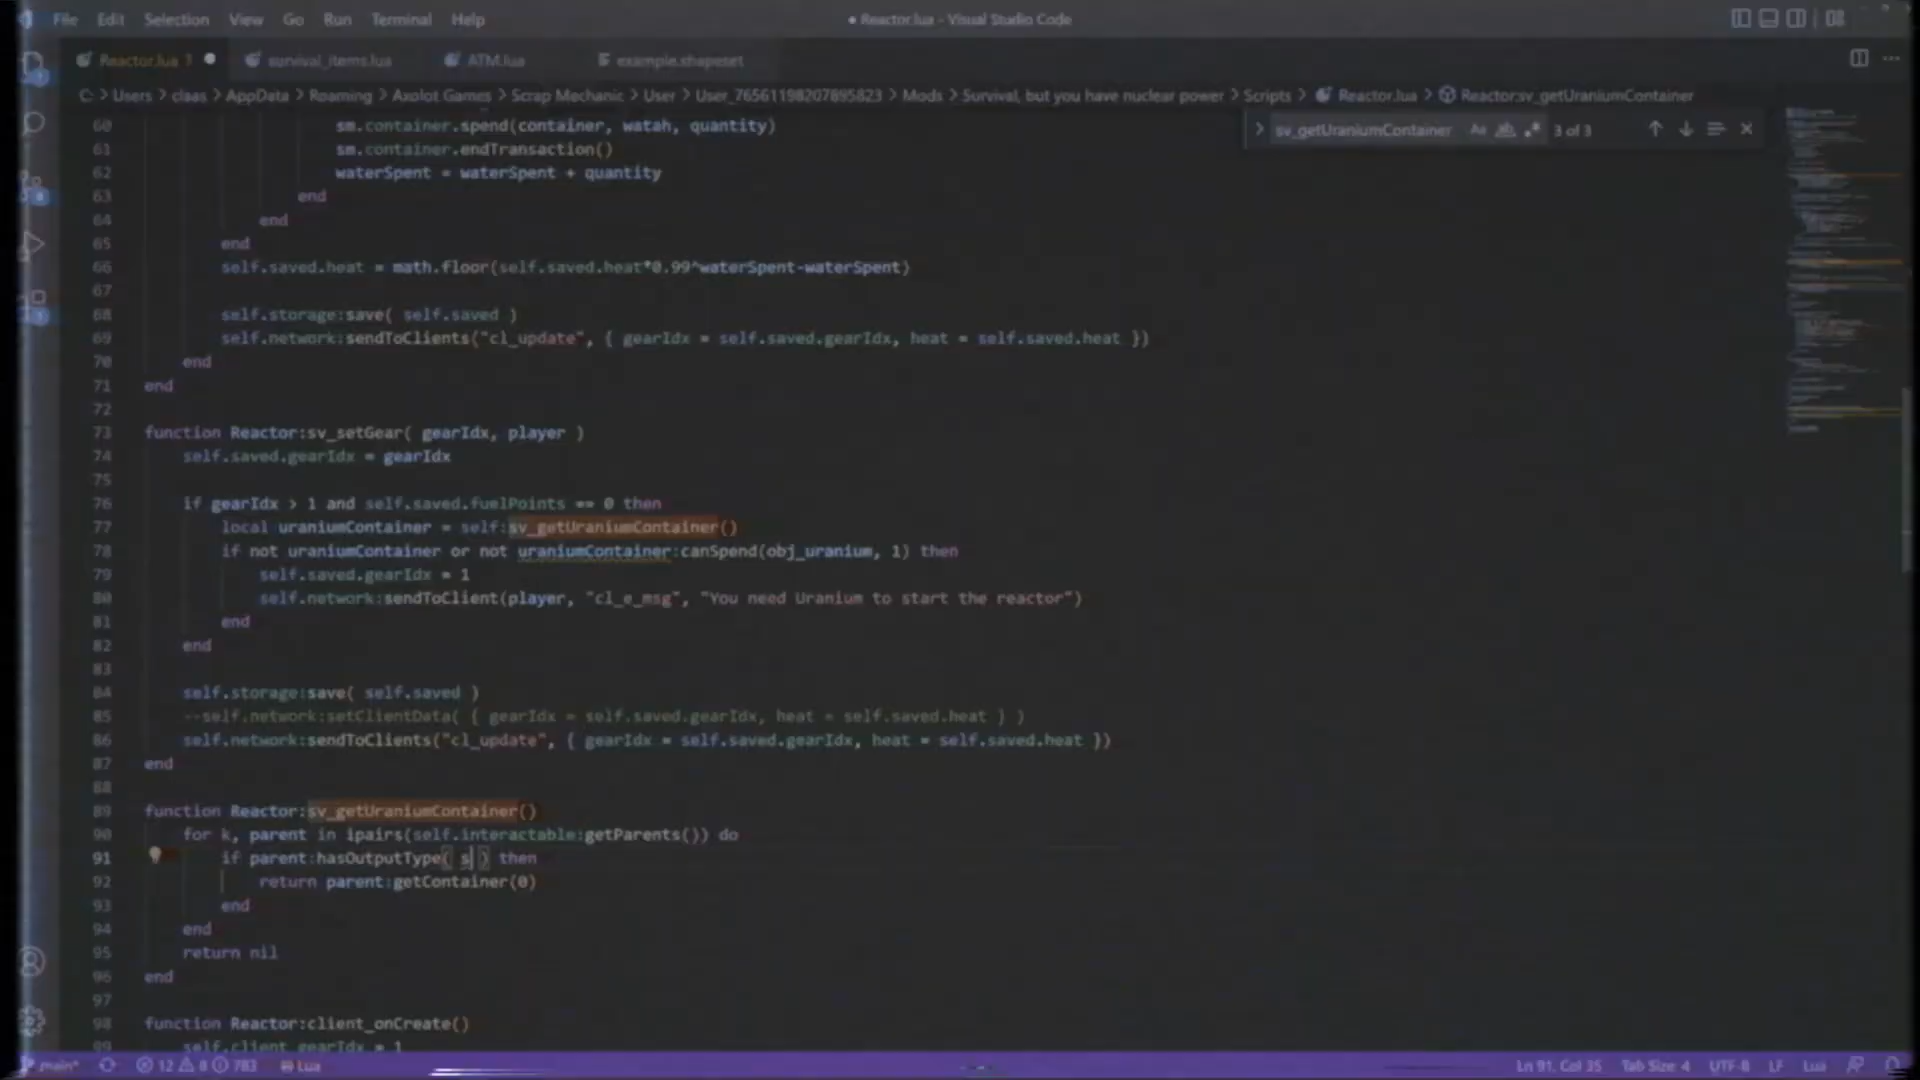 File Edit Selection View Go Run Terminal Help
● Reactor.lua - Visual Studio Code
Reactor.lua 1 ● survival_items.lua ATM.lua example.shapeset
C: > Users > claas > AppData > Roaming > Axolot Games > Scrap Mechanic > User > User_76561198207895823 > Mods > Survival, but you have nuclear power > Scripts > Reactor.lua > Reactor:sv_getUraniumContainer
sv_getUraniumContainer Aa ab 3 of 3
60 sm.container.spend(container, watah, quantity)
61 sm.container.endTransaction()
62 waterSpent = waterSpent + quantity
63 end
64 end
65 end
66 self.saved.heat = math.floor(self.saved.heat*0.99^waterSpent-waterSpent)
67
68 self.storage:save( self.saved )
69 self.network:sendToClients("cl_update", { gearIdx = self.saved.gearIdx, heat = self.saved.heat })
70 end
71 end
72
73 function Reactor:sv_setGear( gearIdx, player )
74 self.saved.gearIdx = gearIdx
75
76 if gearIdx > 1 and self.saved.fuelPoints == 0 then
77 local uraniumContainer = self:sv_getUraniumContainer()
78 if not uraniumContainer or not uraniumContainer:canSpend(obj_uranium, 1) then
79 self.saved.gearIdx = 1
80 self.network:sendToClient(player, "cl_e_msg", "You need Uranium to start the reactor")
81 end
82 end
83
84 self.storage:save( self.saved )
85 --self.network:setClientData( { gearIdx = self.saved.gearIdx, heat = self.saved.heat } )
86 self.network:sendToClients("cl_update", { gearIdx = self.saved.gearIdx, heat = self.saved.heat })
87 end
88
89 function Reactor:sv_getUraniumContainer()
90 for k, parent in ipairs(self.interactable:getParents()) do
91 if parent:hasOutputType( s ) then
92 return parent:getContainer(0)
93 end
94 end
95 return nil
96 end
97
98 function Reactor:client_onCreate()
99 self.client_gearIdx = 1
main* 12 8 783 Lua Ln 91, Col 35 Tab Size: 4 UTF-8 LF Lua